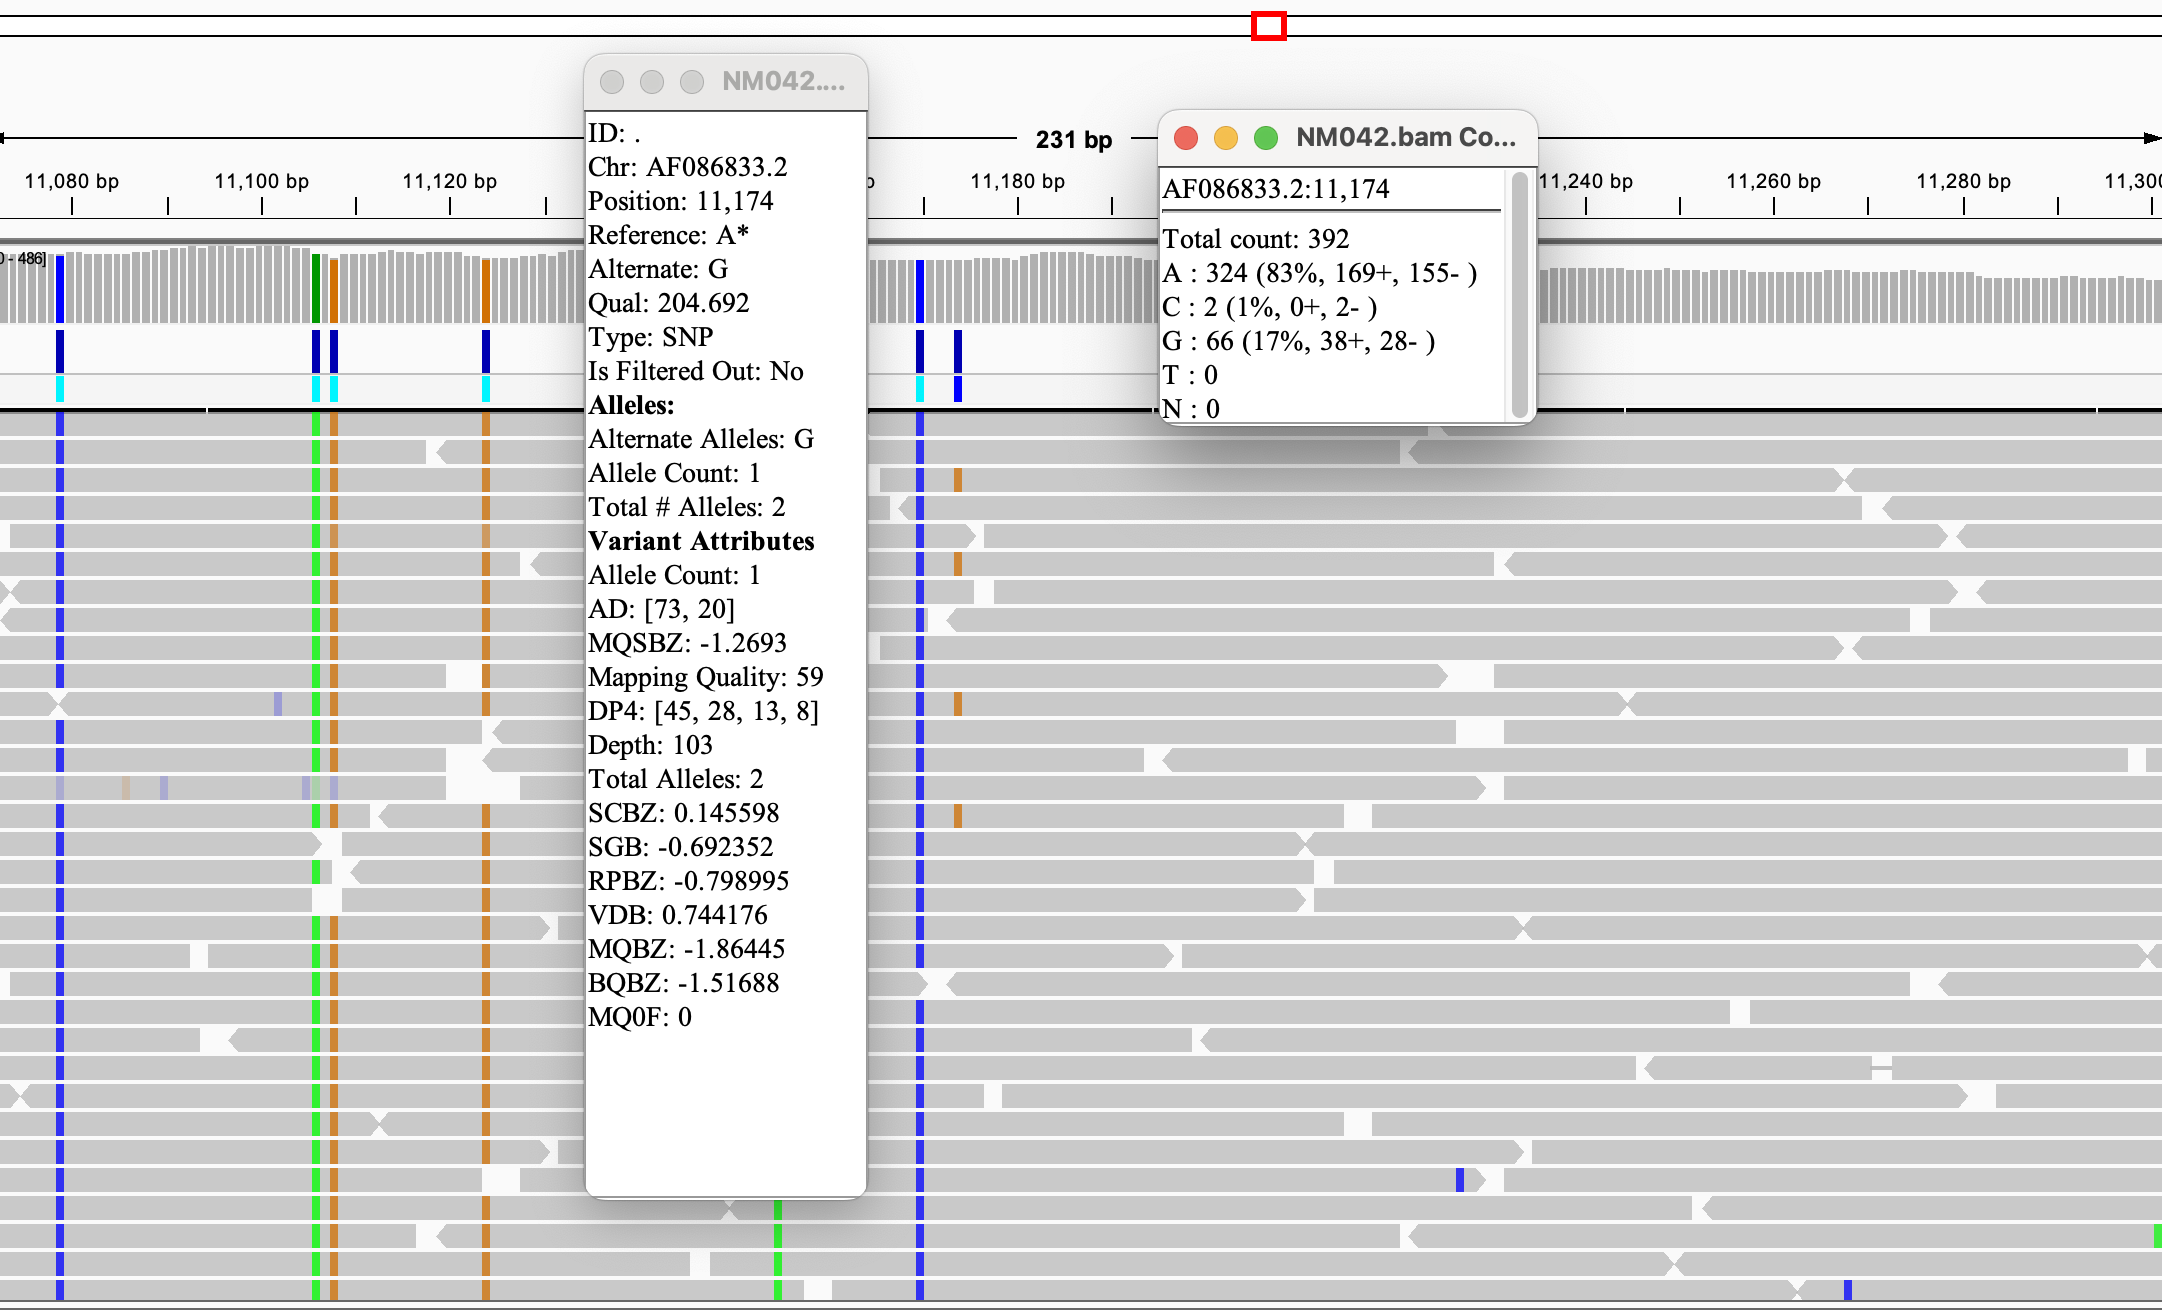 NM042....
231 bp
NM042.bam Co...
11,080 bp 11,100 bp 11,120 bp 11,180 bp 11,240 bp 11,260 bp 11,280 bp 11,300
0 - 486]
ID: .
Chr: AF086833.2
Position: 11,174
Reference: A*
Alternate: G
Qual: 204.692
Type: SNP
Is Filtered Out: No
Alleles:
Alternate Alleles: G
Allele Count: 1
Total # Alleles: 2
Variant Attributes
Allele Count: 1
AD: [73, 20]
MQSBZ: -1.2693
Mapping Quality: 59
DP4: [45, 28, 13, 8]
Depth: 103
Total Alleles: 2
SCBZ: 0.145598
SGB: -0.692352
RPBZ: -0.798995
VDB: 0.744176
MQBZ: -1.86445
BQBZ: -1.51688
MQ0F: 0
AF086833.2:11,174
Total count: 392
A : 324 (83%, 169+, 155- )
C : 2 (1%, 0+, 2- )
G : 66 (17%, 38+, 28- )
T : 0
N : 0